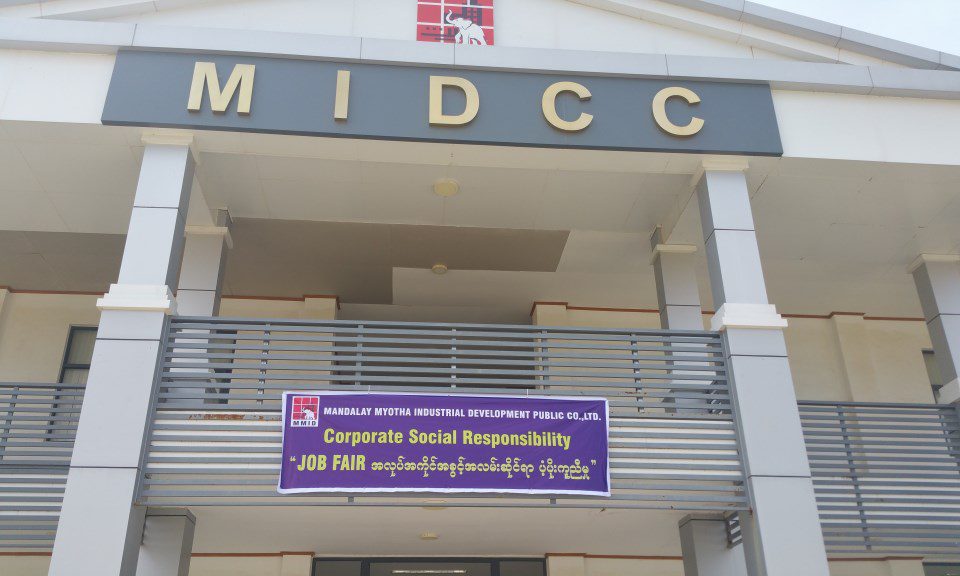 MIDCC
MMID
MANDALAY MYOTHA INDUSTRIAL DEVELOPMENT PUBLIC CO.,LTD.
Corporate Social Responsibility
"JOB FAIR အလုပ်အကိုင်အခွင့်အလမ်းဆိုင်ရာ ပံ့ပိုးကူညီမှု"